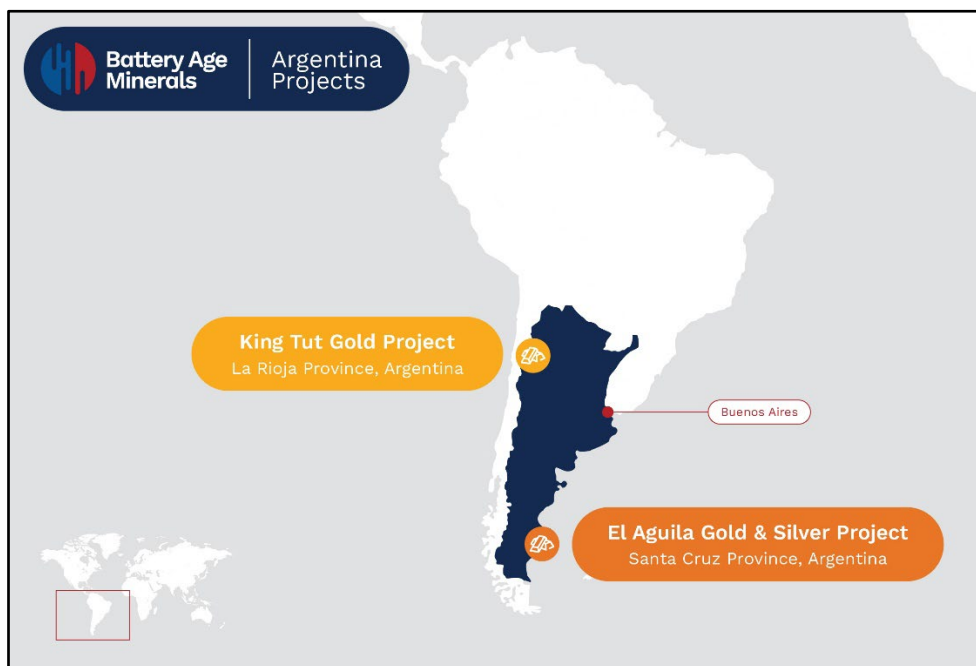 Battery Age
Minerals
Argentina
Projects
King Tut Gold Project
La Rioja Province, Argentina
Buenos Aires
El Aguila Gold & Silver Project
Santa Cruz Province, Argentina